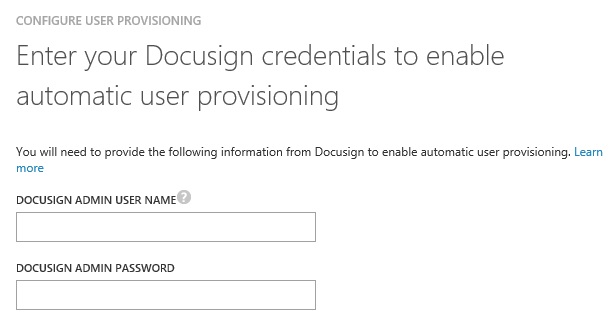 CONFIGURE USER PROVISIONING
Enter your Docusign credentials to enable
automatic user provisioning
You will need to provide the following information from Docusign to enable automatic user provisioning. Learn
more
DOCUSIGN ADMIN USER NAME ?
DOCUSIGN ADMIN PASSWORD